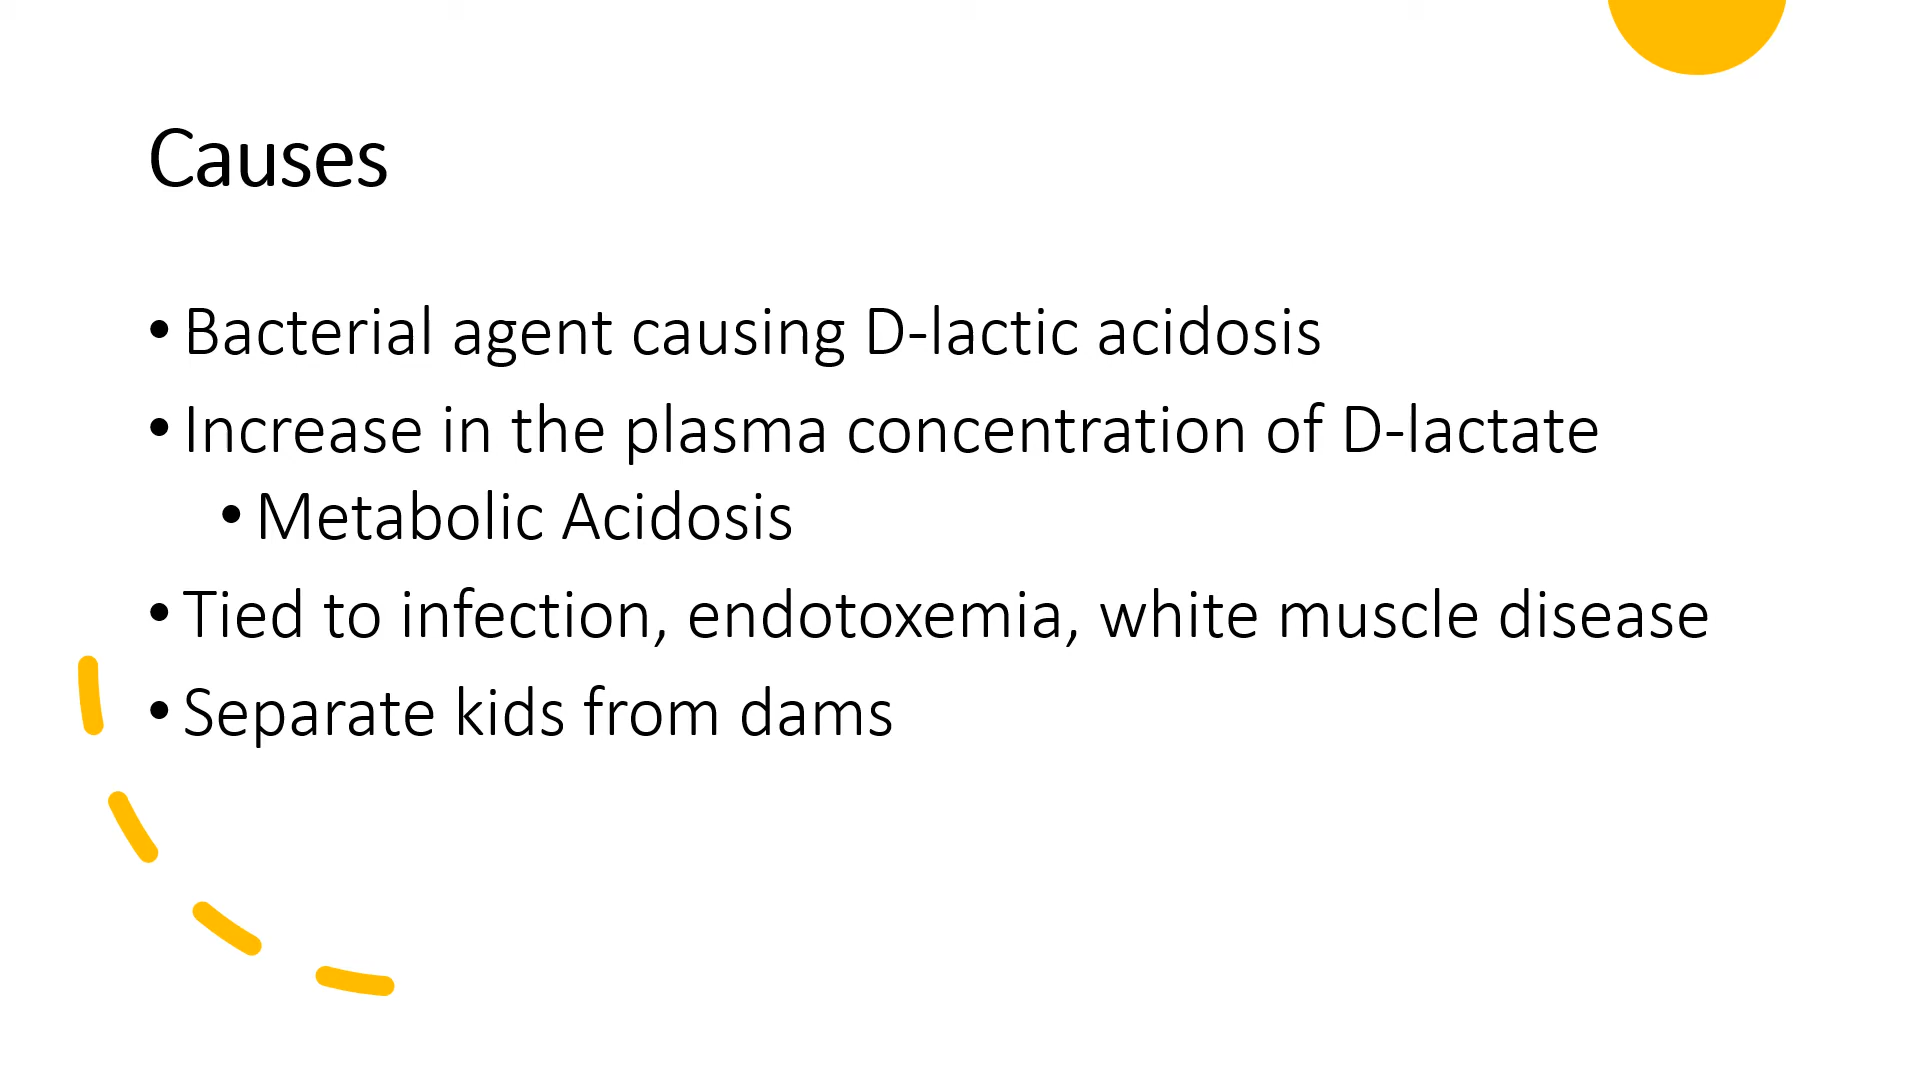 Causes
• Bacterial agent causing D-lactic acidosis
• Increase in the plasma concentration of D-lactate
• Metabolic Acidosis
• Tied to infection, endotoxemia, white muscle disease
• Separate kids from dams